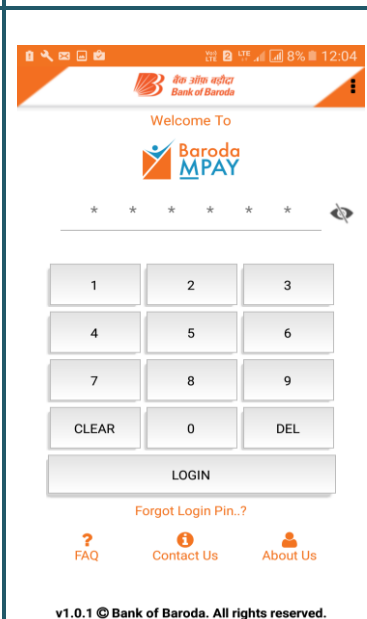 8% 12:04
बैंक ऑफ़ बड़ौदा
Bank of Baroda
Welcome To
Baroda
MPAY
* * * * * *
1 2 3
4 5 6
7 8 9
CLEAR 0 DEL
LOGIN
Forgot Login Pin..?
? 
FAQ Contact Us About Us
v1.0.1 © Bank of Baroda. All rights reserved.